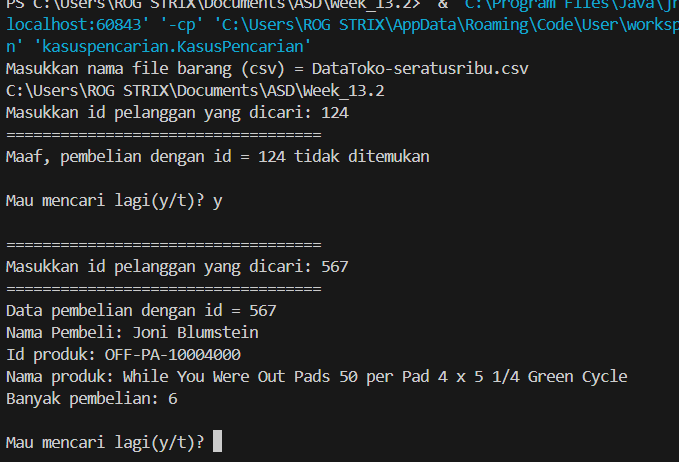 PS C:\Users\ROG STRIX\Documents\ASD\Week_13.2>  & 'C:\Program Files\Java\jr
localhost:60843' '-cp' 'C:\Users\ROG STRIX\AppData\Roaming\Code\User\worksp
n' 'kasuspencarian.KasusPencarian'
Masukkan nama file barang (csv) = DataToko-seratusribu.csv
C:\Users\ROG STRIX\Documents\ASD\Week_13.2
Masukkan id pelanggan yang dicari: 124
===================================
Maaf, pembelian dengan id = 124 tidak ditemukan
Mau mencari lagi(y/t)? y
===================================
Masukkan id pelanggan yang dicari: 567
===================================
Data pembelian dengan id = 567
Nama Pembeli: Joni Blumstein
Id produk: OFF-PA-10004000
Nama produk: While You Were Out Pads 50 per Pad 4 x 5 1/4 Green Cycle
Banyak pembelian: 6
Mau mencari lagi(y/t)?